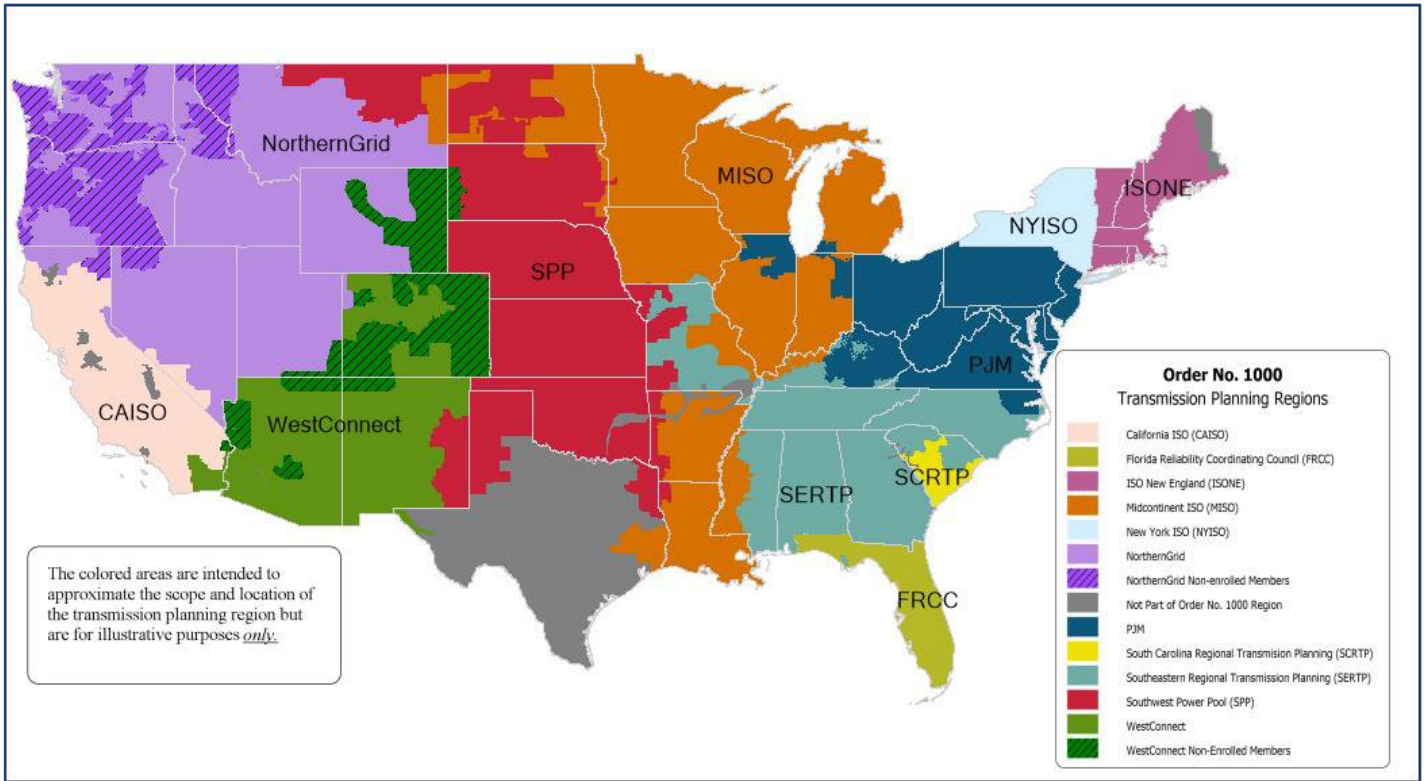 NorthernGrid
MISO
ISONE
NYISO
SPP
PJM
CAISO
WestConnect
SCRTP
SERTP
FRCC
The colored areas are intended to
approximate the scope and location of
the transmission planning region but
are for illustrative purposes only.
Order No. 1000
Transmission Planning Regions
California ISO (CAISO)
Florida Reliability Coordinating Council (FRCC)
ISO New England (ISONE)
Midcontinent ISO (MISO)
New York ISO (NYISO)
NorthernGrid
NorthernGrid Non-enrolled Members
Not Part of Order No. 1000 Region
PJM
South Carolina Regional Transmision Planning (SCRTP)
Southeastern Regional Transmission Planning (SERTP)
Southwest Power Pool (SPP)
WestConnect
WestConnect Non-Enrolled Members